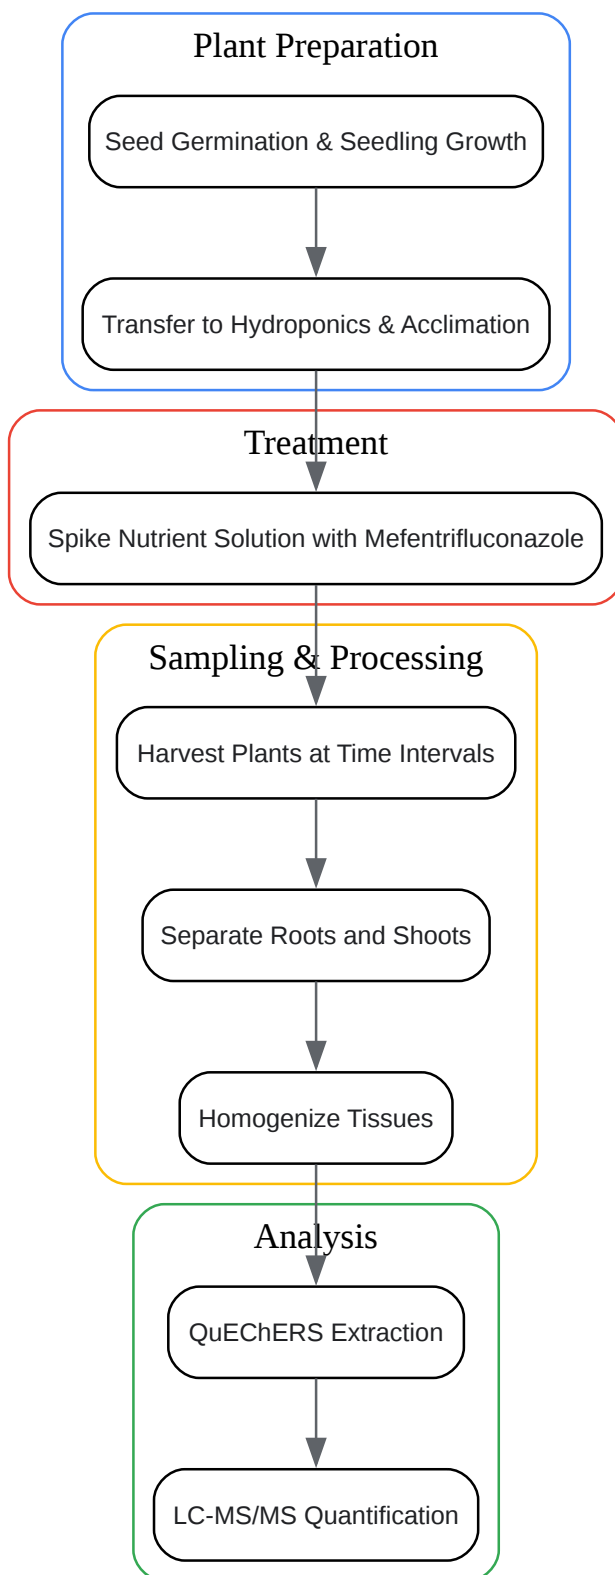 Plant Preparation
Seed Germination & Seedling Growth
Transfer to Hydroponics & Acclimation
Treatment
Spike Nutrient Solution with Mefentrifluconazole
Sampling & Processing
Harvest Plants at Time Intervals
Separate Roots and Shoots
Homogenize Tissues
Analysis
QuEChERS Extraction
LC-MS/MS Quantification